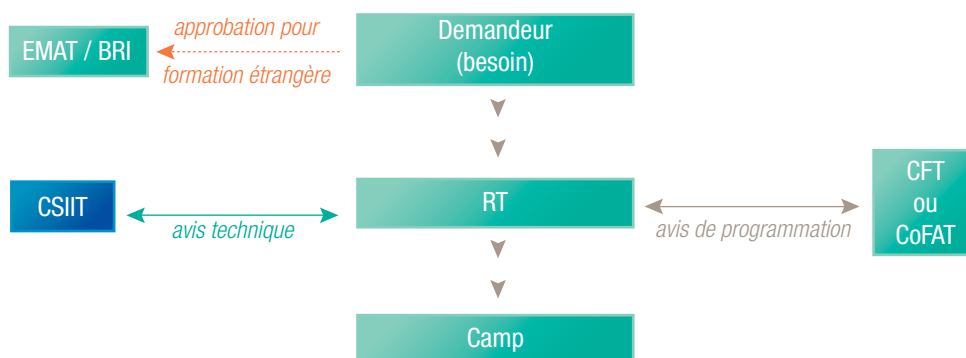 EMAT / BRI
approbation pour
formation étrangère
Demandeur
(besoin)
CSIIT
avis technique
RT
avis de programmation
CFT
ou
CoFAT
Camp